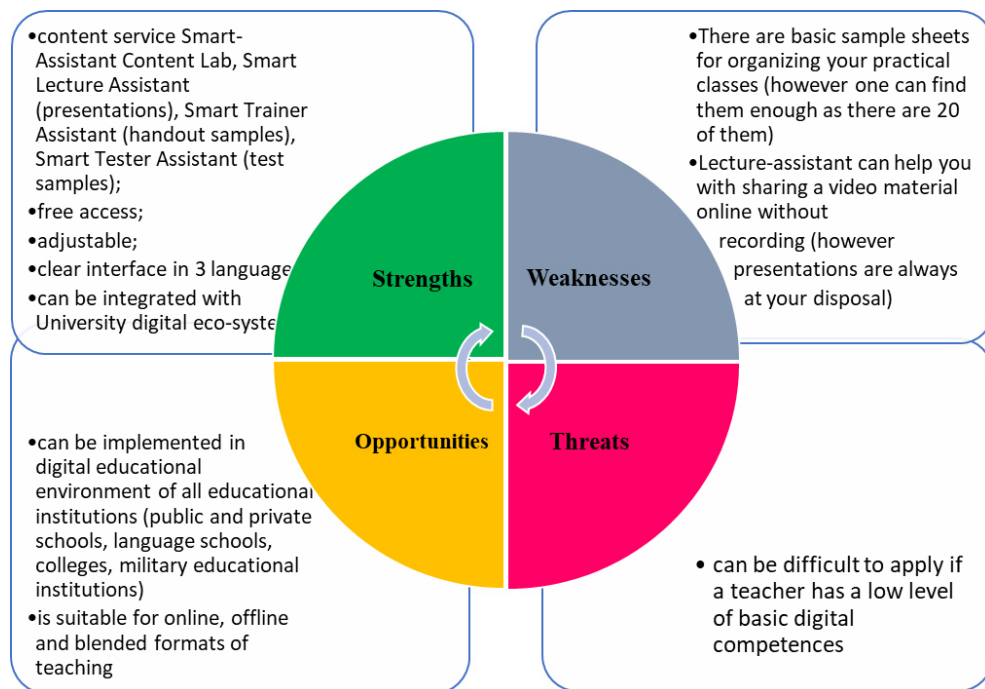 •content service Smart-
Assistant Content Lab, Smart
Lecture Assistant
(presentations), Smart Trainer
Assistant (handout samples),
Smart Tester Assistant (test
samples);
•free access;
•adjustable;
•clear interface in 3 language
•can be integrated with
University digital eco-syste
•There are basic sample sheets
for organizing your practical
classes (however one can find
them enough as there are 20
of them)
•Lecture-assistant can help you
with sharing a video material
online without
recording (however
presentations are always
at your disposal)
Strengths
Weaknesses
Opportunities
Threats
•can be implemented in
digital educational
environment of all educational
institutions (public and private
schools, language schools,
colleges, military educational
institutions)
•is suitable for online, offline
and blended formats of
teaching
• can be difficult to apply if
a teacher has a low level
of basic digital
competences